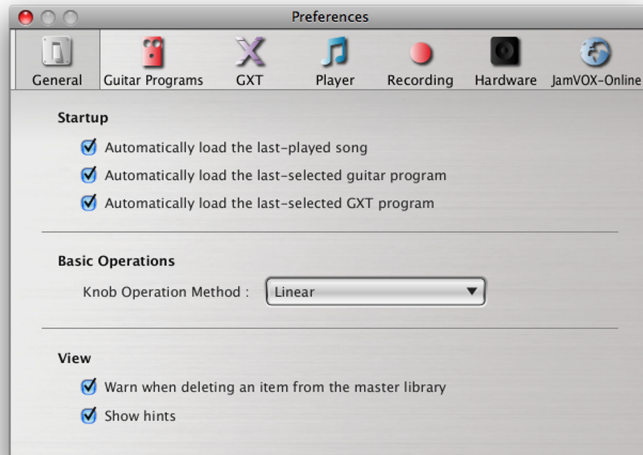 Preferences
General Guitar Programs GXT Player Recording Hardware JamVOX-Online
Startup
Automatically load the last-played song
Automatically load the last-selected guitar program
Automatically load the last-selected GXT program
Basic Operations
Knob Operation Method : Linear
View
Warn when deleting an item from the master library
Show hints